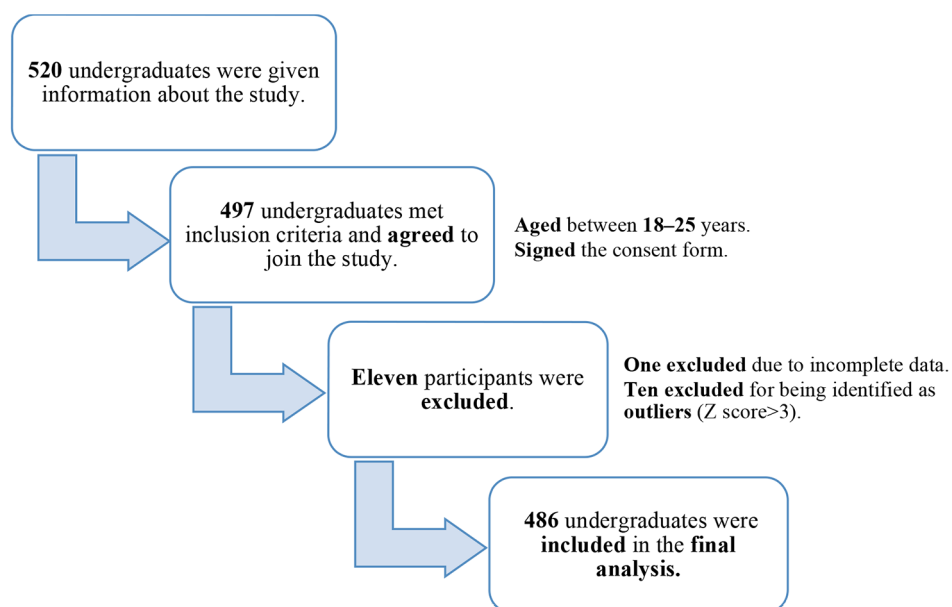 520 undergraduates were given
information about the study.
497 undergraduates met
inclusion criteria and agreed to
join the study.
Aged between 18–25 years.
Signed the consent form.
Eleven participants were
excluded.
One excluded due to incomplete data.
Ten excluded for being identified as
outliers (Z score>3).
486 undergraduates were
included in the final
analysis.